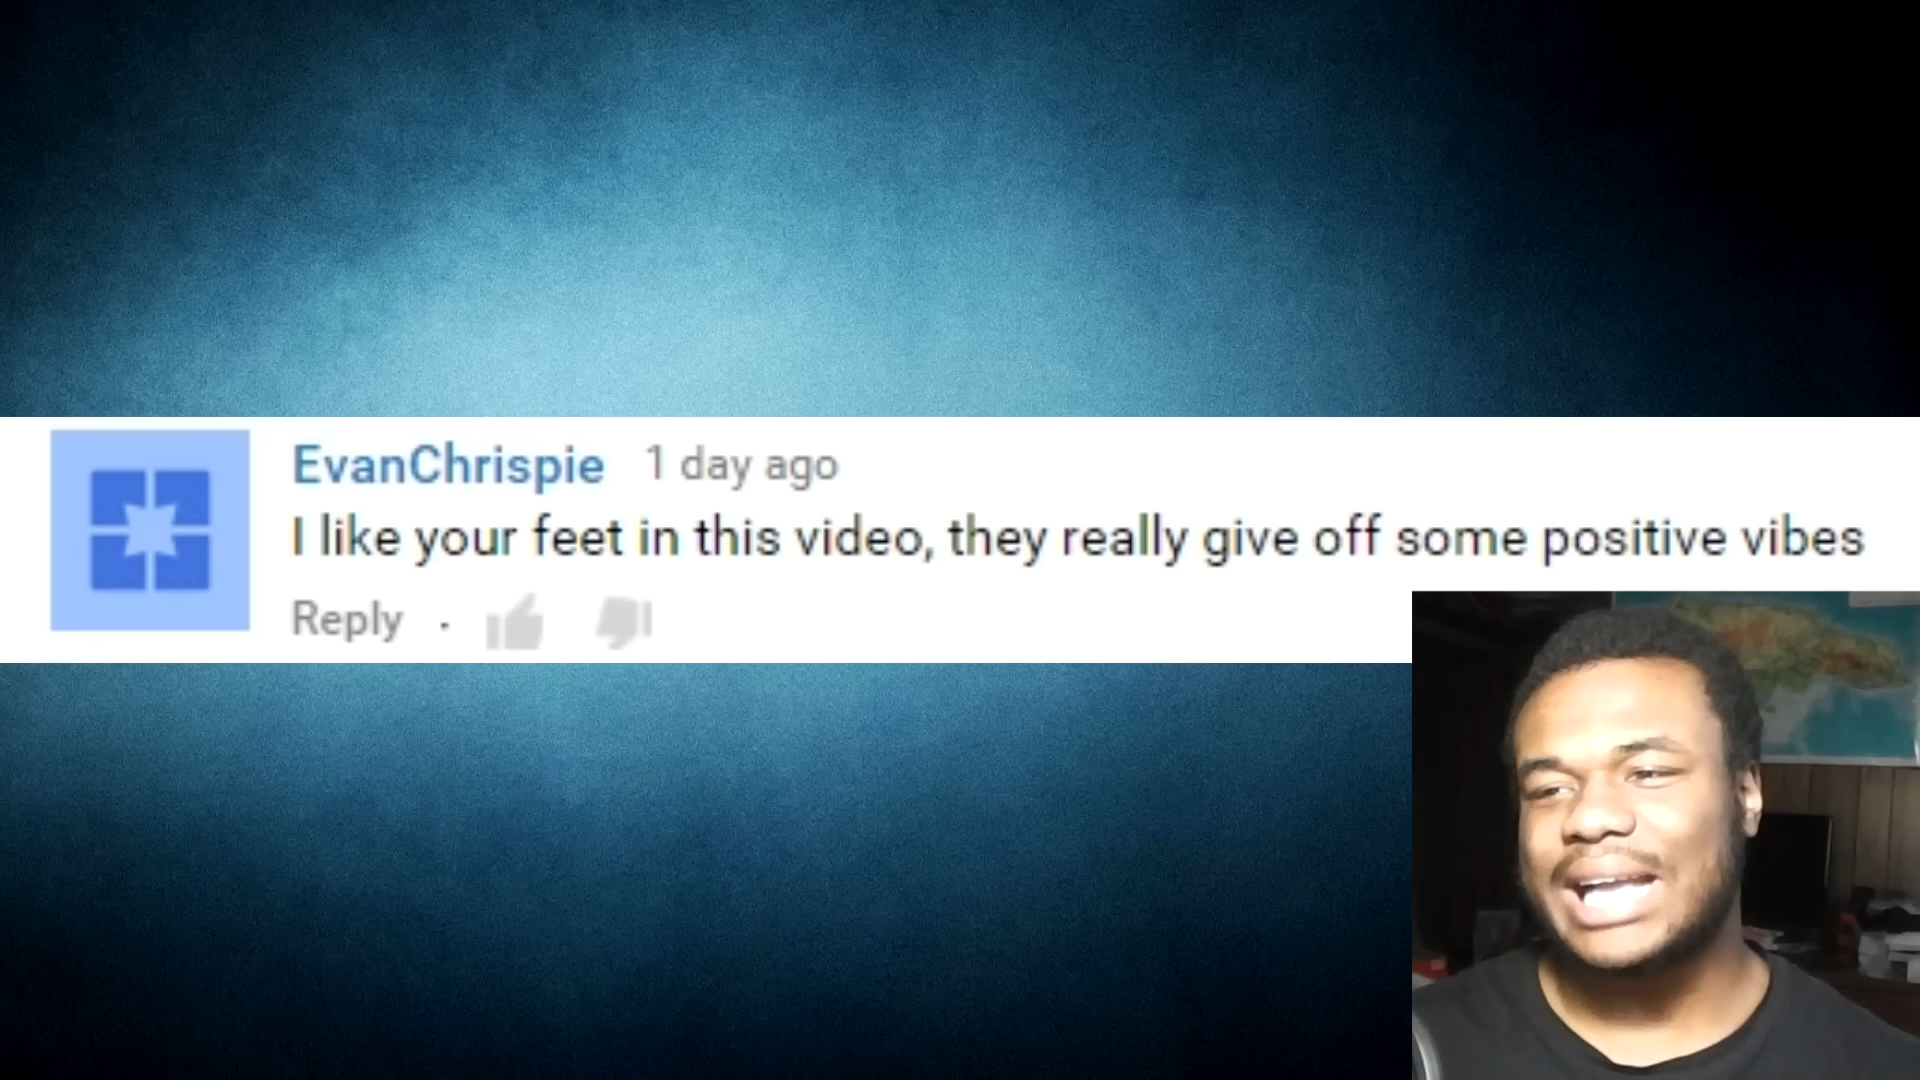 EvanChrispie 1 day ago
I like your feet in this video, they really give off some positive vibes
Reply ·